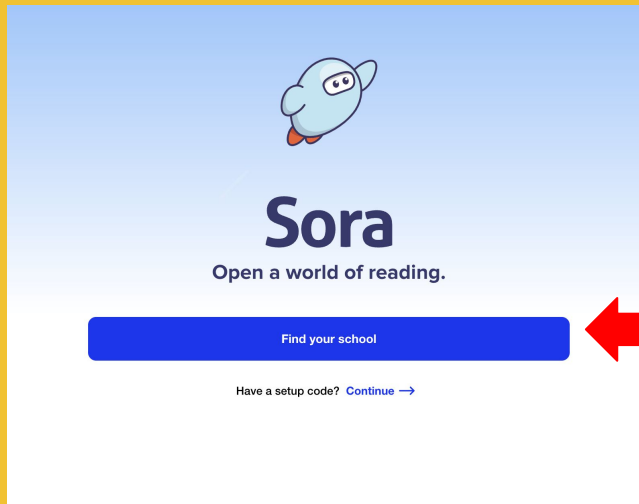 Sora
Open a world of reading.
Find your school
Have a setup code? Continue →